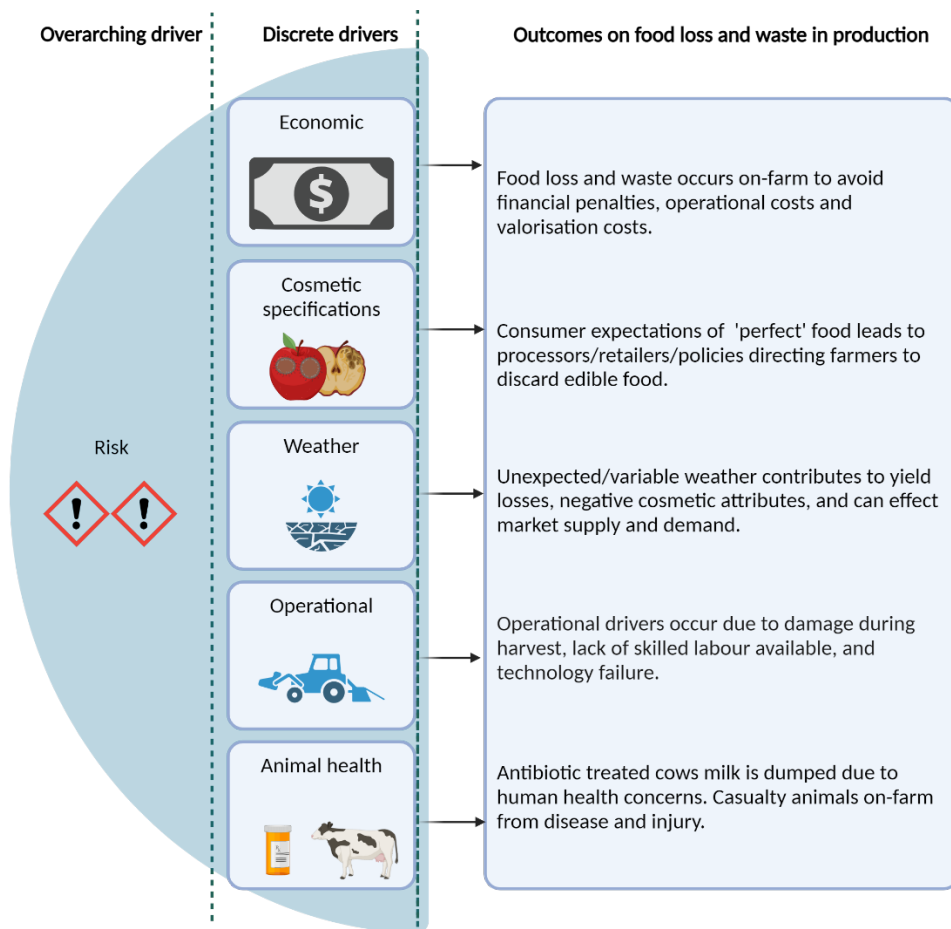 Overarching driver
Discrete drivers
Outcomes on food loss and waste in production
Risk
Economic
$
Food loss and waste occurs on-farm to avoid
financial penalties, operational costs and
valorisation costs.
Cosmetic
specifications
Consumer expectations of 'perfect' food leads to
processors/retailers/policies directing farmers to
discard edible food.
Weather
Unexpected/variable weather contributes to yield
losses, negative cosmetic attributes, and can effect
market supply and demand.
Operational
Operational drivers occur due to damage during
harvest, lack of skilled labour available, and
technology failure.
Animal health
Antibiotic treated cows milk is dumped due to
human health concerns. Casualty animals on-farm
from disease and injury.